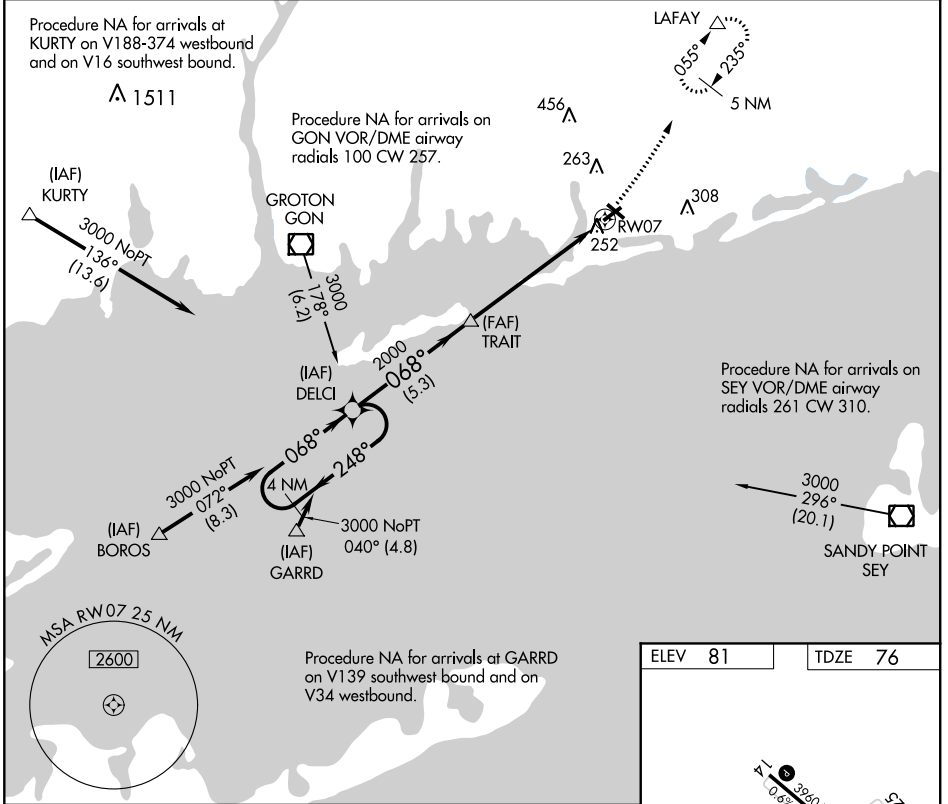 Procedure NA for arrivals at
KURTY on V188-374 westbound
and on V16 southwest bound.
1511
LAFAY
055°
235°
5 NM
456
Procedure NA for arrivals on
GON VOR/DME airway
radials 100 CW 257.
263
(IAF)
KURTY
3000 NoPT
136°
(13.6)
GROTON
GON
3000
178°
(6.2)
308
RW07
252
(FAF)
TRAIT
2000
068°
(5.3)
(IAF)
DELCI
Procedure NA for arrivals on
SEY VOR/DME airway
radials 261 CW 310.
068°
248°
4 NM
3000 NoPT
072°
(8.3)
(IAF)
BOROS
3000 NoPT
040° (4.8)
(IAF)
GARRD
3000
296°
(20.1)
SANDY POINT
SEY
MSA RW07 25 NM
2600
Procedure NA for arrivals at GARRD
on V139 southwest bound and on
V34 westbound.
ELEV 81
TDZE 76
14
P
0.6%
3960
25